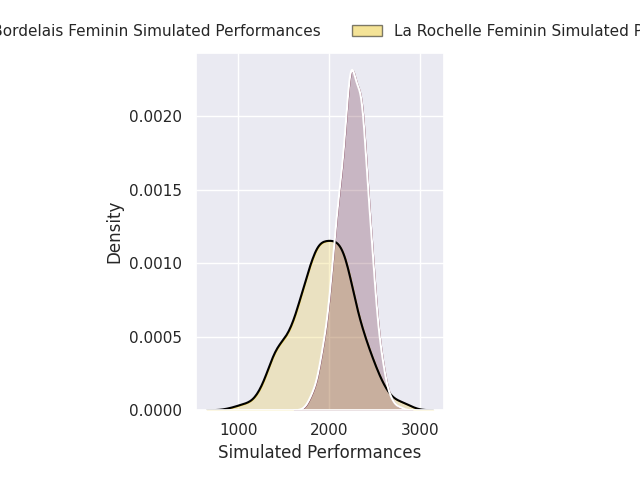 Bordelais Feminin Simulated Performances La Rochelle Feminin Simulated
0.0020
0.0015
0.0010
0.0005
0.0000
Density
1000 2000 3000
Simulated Performances